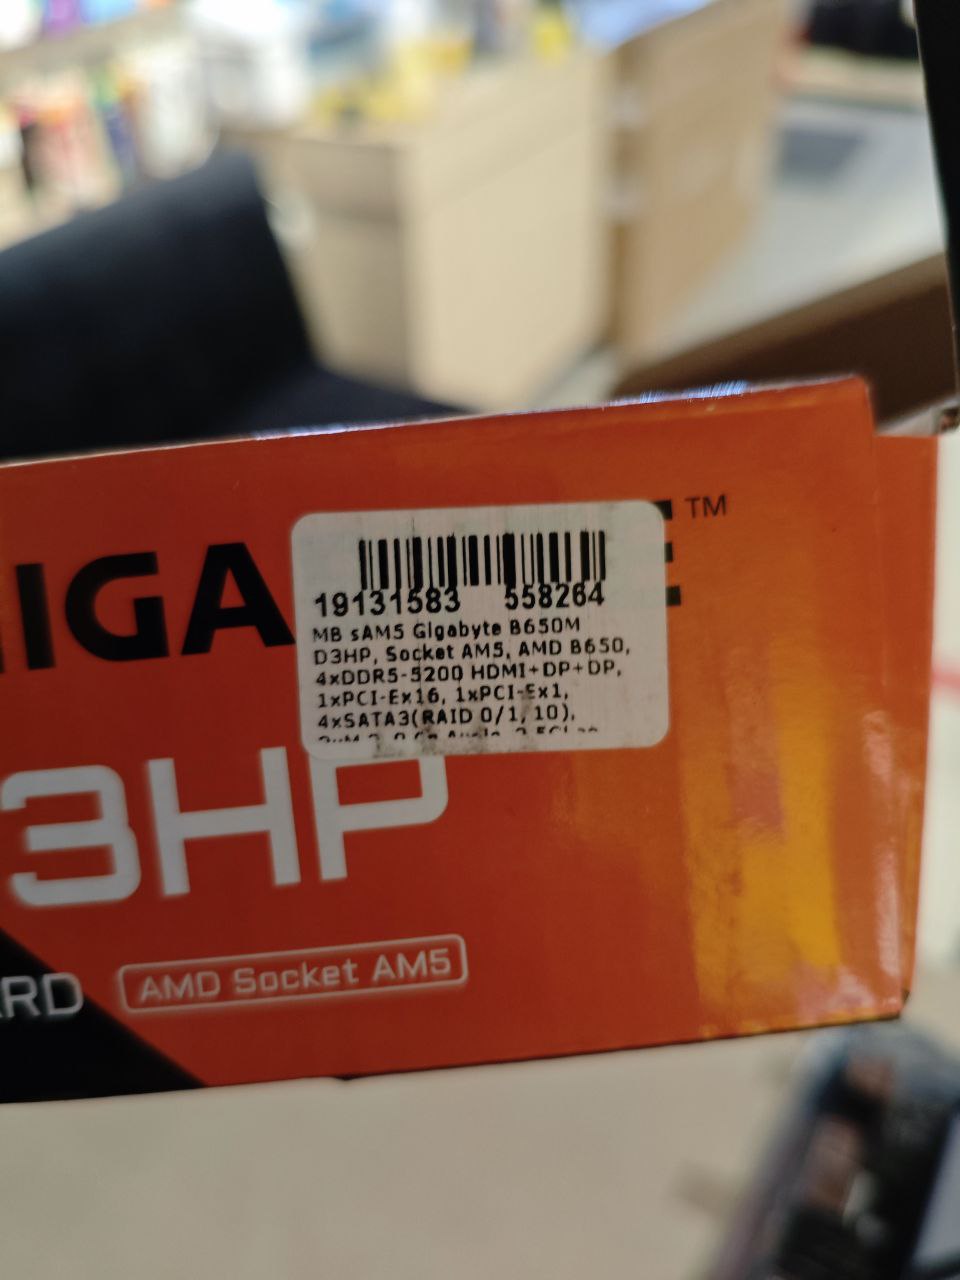 IGA
™
19131583 558264
MB sAM5 Gigabyte B650M
D3HP, Socket AM5, AMD B650,
4xDDR5-5200 HDMI+DP+DP,
1xPCI-Ex16, 1xPCI-Ex1,
4xSATA3(RAID 0/1, 10),
3HP
RD
AMD Socket AM5